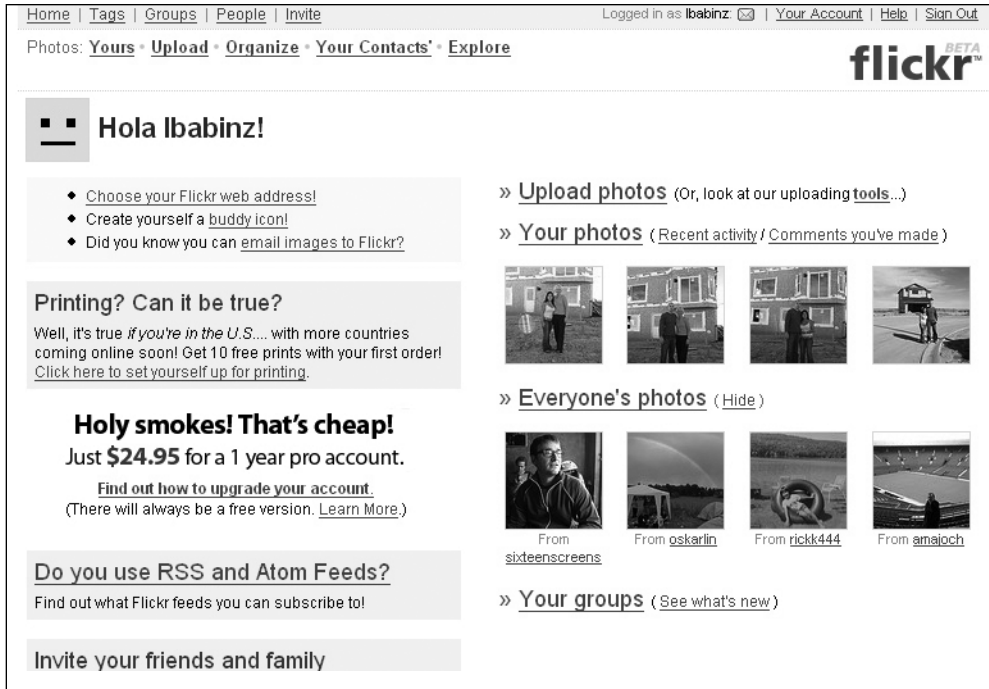 Home | Tags | Groups | People | Invite
Logged in as lbabinz: | Your Account | Help | Sign Out
Photos: Yours • Upload • Organize • Your Contacts' • Explore
flickr™ BETA
Hola lbabinz!
Choose your Flickr web address!
Create yourself a buddy icon!
Did you know you can email images to Flickr?
Printing? Can it be true?
Well, it's true if you're in the U.S.... with more countries
coming online soon! Get 10 free prints with your first order!
Click here to set yourself up for printing.
Holy smokes! That's cheap!
Just $24.95 for a 1 year pro account.
Find out how to upgrade your account.
(There will always be a free version. Learn More.)
Do you use RSS and Atom Feeds?
Find out what Flickr feeds you can subscribe to!
Invite your friends and family
» Upload photos (Or, look at our uploading tools...)
» Your photos ( Recent activity / Comments you've made )
» Everyone's photos ( Hide )
From
sixteenscreens
From oskarlin
From rickk444
From amajoch
» Your groups ( See what's new )